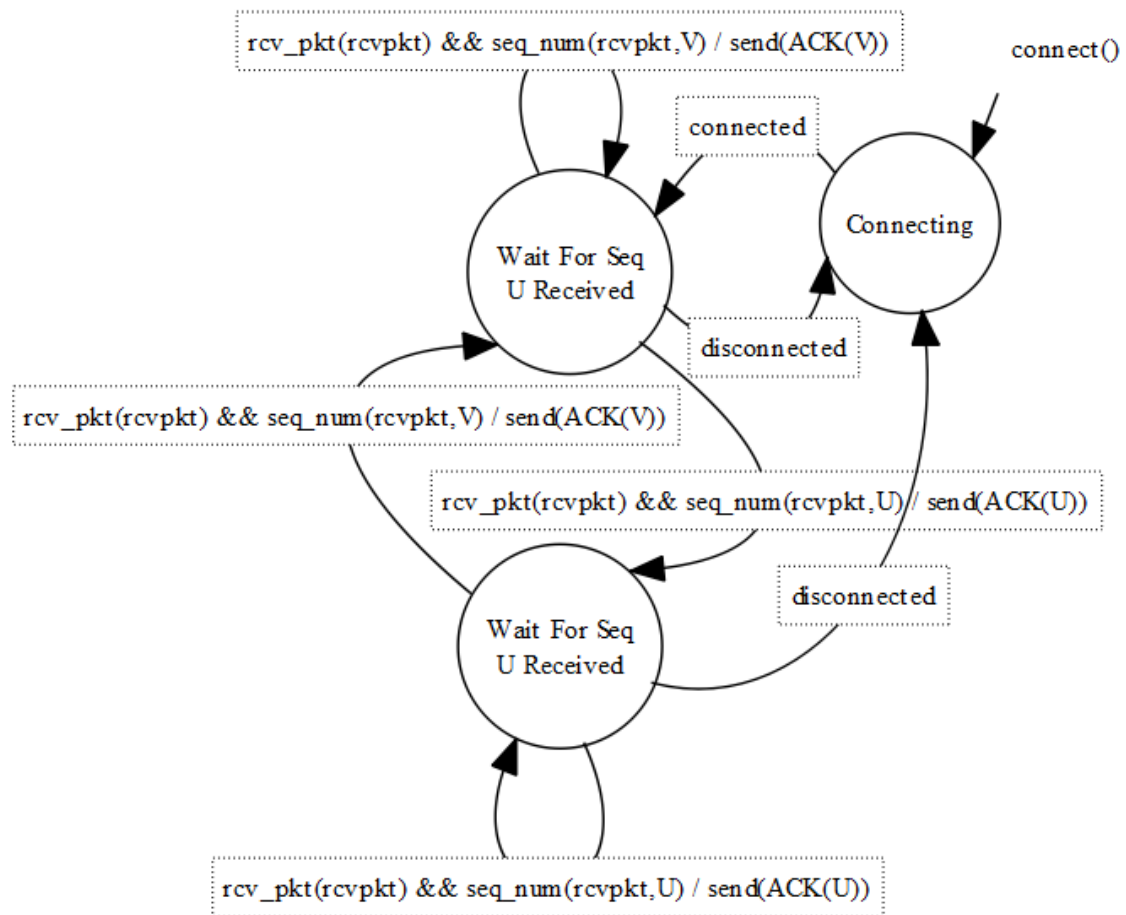 rcv_pkt(rcvpkt) && seq_num(rcvpkt,V) / send(ACK(V))
connect()
connected
Connecting
Wait For Seq
U Received
disconnected
rcv_pkt(rcvpkt) && seq_num(rcvpkt,V) / send(ACK(V))
rcv_pkt(rcvpkt) && seq_num(rcvpkt,U) / send(ACK(U))
disconnected
Wait For Seq
U Received
rcv_pkt(rcvpkt) && seq_num(rcvpkt,U) / send(ACK(U))